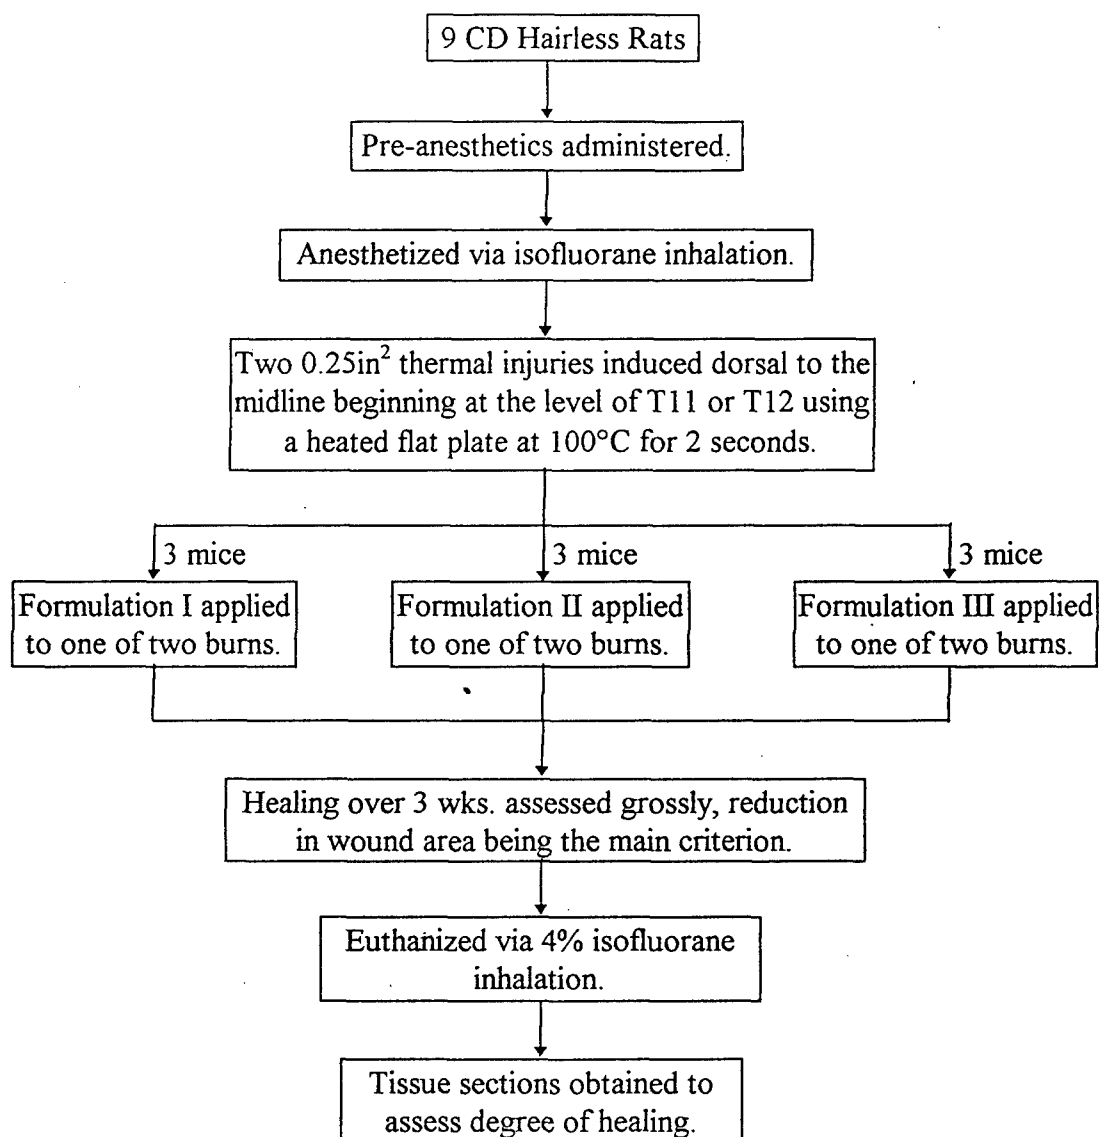 9 CD Hairless Rats
Pre-anesthetics administered.
Anesthetized via isofluorane inhalation.
Two 0.25in² thermal injuries induced dorsal to the
midline beginning at the level of T11 or T12 using
a heated flat plate at 100°C for 2 seconds.
3 mice
3 mice
3 mice
Formulation I applied
to one of two burns.
Formulation II applied
to one of two burns.
Formulation III applied
to one of two burns.
Healing over 3 wks. assessed grossly, reduction
in wound area being the main criterion.
Euthanized via 4% isofluorane
inhalation.
Tissue sections obtained to
assess degree of healing.